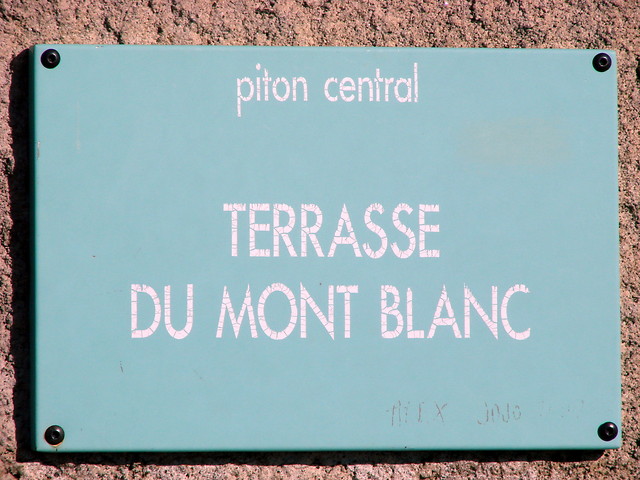 piton central
TERRASSE
DU MONT BLANC